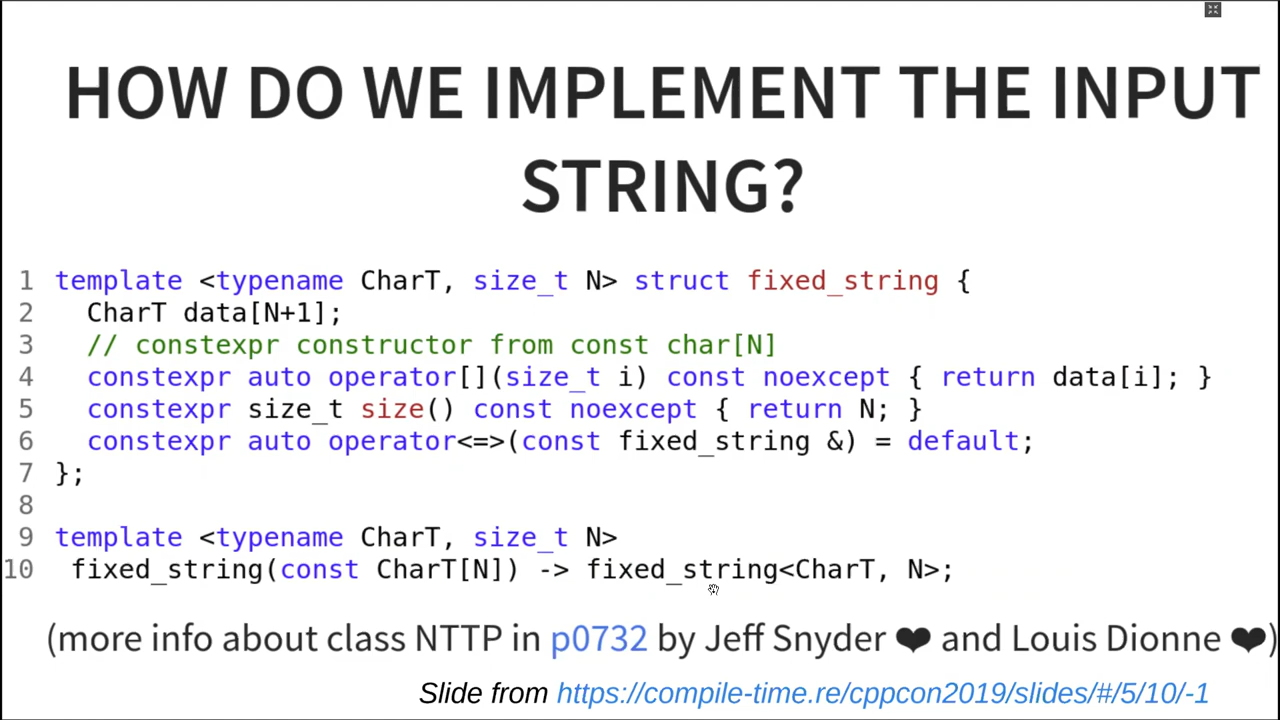 HOW DO WE IMPLEMENT THE INPUT
STRING?
1 template <typename CharT, size_t N> struct fixed_string {
2   CharT data[N+1];
3   // constexpr constructor from const char[N]
4   constexpr auto operator[](size_t i) const noexcept { return data[i]; }
5   constexpr size_t size() const noexcept { return N; }
6   constexpr auto operator<=>(const fixed_string &) = default;
7 };
8
9 template <typename CharT, size_t N>
10  fixed_string(const CharT[N]) -> fixed_string<CharT, N>;
(more info about class NTTP in p0732 by Jeff Snyder ❤ and Louis Dionne ❤)
Slide from https://compile-time.re/cppcon2019/slides/#/5/10/-1